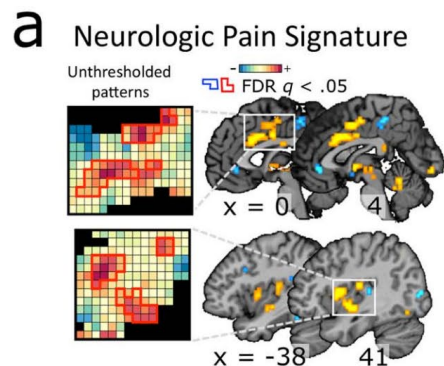 a Neurologic Pain Signature
Unthresholded
patterns
- +
FDR q < .05
x = 0 4
x = -38 41